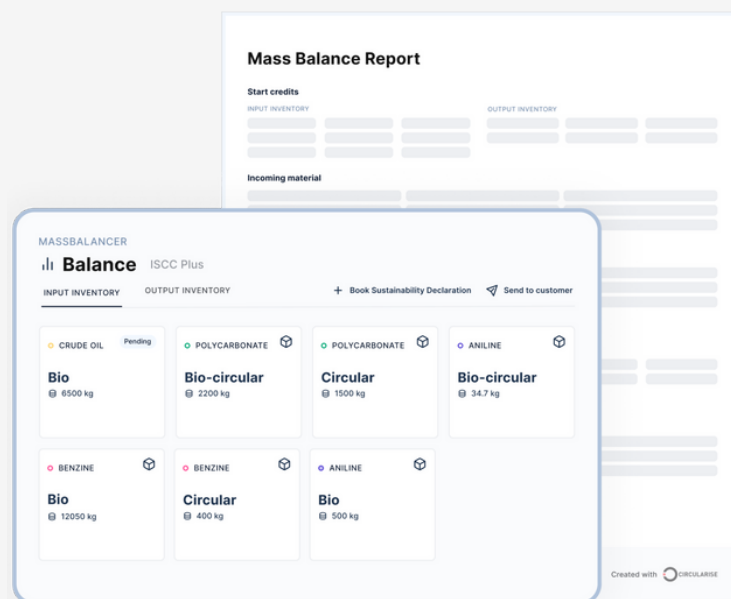 Mass Balance Report
Start credits
INPUT INVENTORY
OUTPUT INVENTORY
Incoming material
MASSBALANCER
Balance ISCC Plus
INPUT INVENTORY
OUTPUT INVENTORY
+ Book Sustainability Declaration
Send to customer
CRUDE OIL
Pending
Bio
6500 kg
POLYCARBONATE
Bio-circular
2200 kg
POLYCARBONATE
Circular
1500 kg
ANILINE
Bio-circular
34.7 kg
BENZINE
Bio
12050 kg
BENZINE
Circular
400 kg
ANILINE
Bio
500 kg
Created with CIRCULARISE